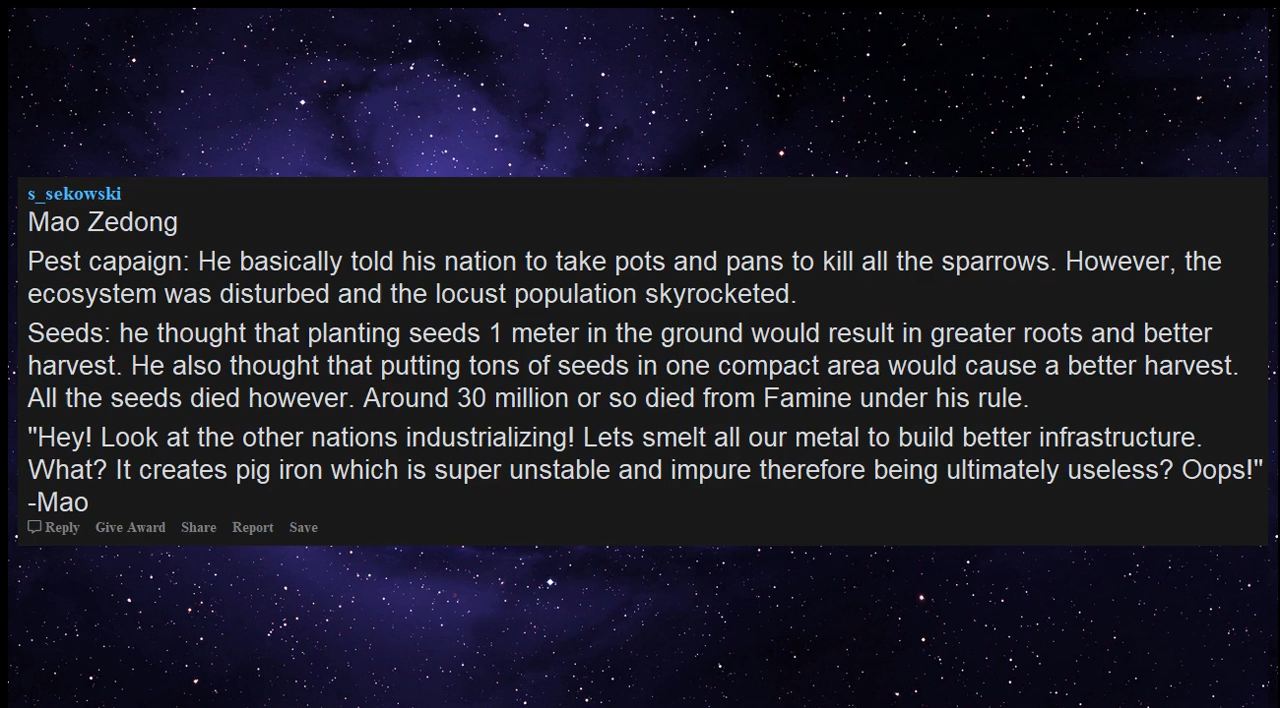 s_sekowski
Mao Zedong
Pest capaign: He basically told his nation to take pots and pans to kill all the sparrows. However, the
ecosystem was disturbed and the locust population skyrocketed.
Seeds: he thought that planting seeds 1 meter in the ground would result in greater roots and better
harvest. He also thought that putting tons of seeds in one compact area would cause a better harvest.
All the seeds died however. Around 30 million or so died from Famine under his rule.
"Hey! Look at the other nations industrializing! Lets smelt all our metal to build better infrastructure.
What? It creates pig iron which is super unstable and impure therefore being ultimately useless? Oops!"
-Mao
Reply Give Award Share Report Save